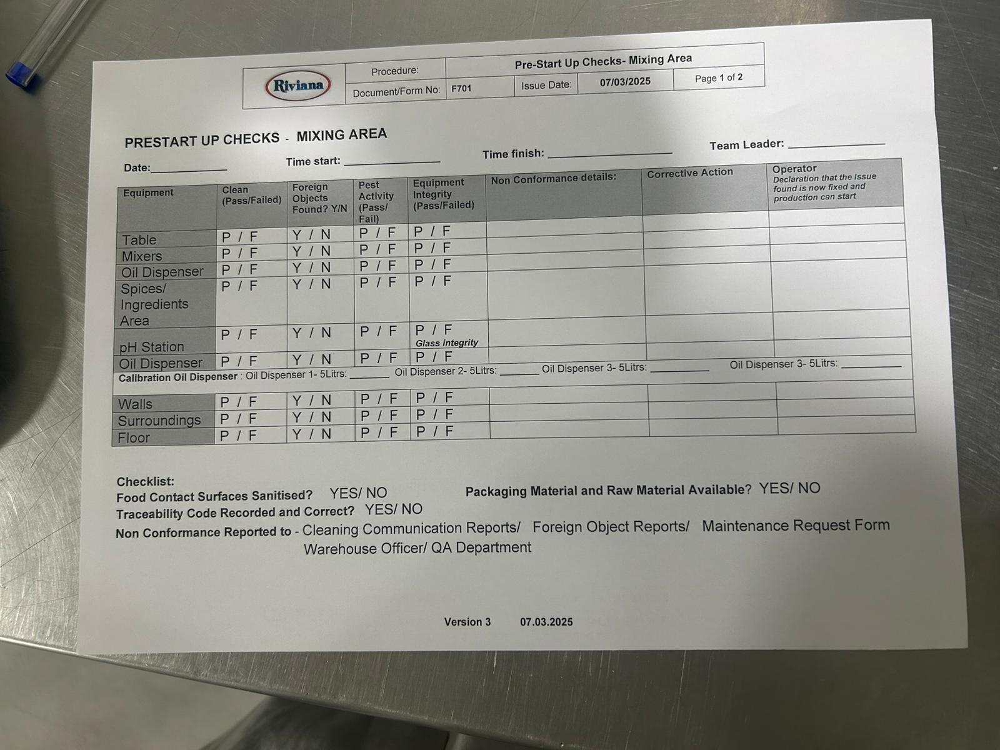 Riviana
Procedure: Pre-Start Up Checks- Mixing Area
Document/Form No: F701 Issue Date: 07/03/2025 Page 1 of 2
PRESTART UP CHECKS - MIXING AREA
Date:__________ Time start: __________ Time finish: __________ Team Leader: __________
Equipment Clean (Pass/Failed) Foreign Objects Found? Y/N Pest Activity (Pass/ Fail) Equipment Integrity (Pass/Failed) Non Conformance details: Corrective Action Operator Declaration that the Issue found is now fixed and production can start
Table P / F Y / N P / F P / F
Mixers P / F Y / N P / F P / F
Oil Dispenser P / F Y / N P / F P / F
Spices/ Ingredients Area P / F Y / N P / F P / F
pH Station P / F Y / N P / F P / F Glass integrity
Oil Dispenser P / F Y / N P / F P / F
Calibration Oil Dispenser : Oil Dispenser 1- 5Litrs: ______ Oil Dispenser 2- 5Litrs: ______ Oil Dispenser 3- 5Litrs: ______ Oil Dispenser 3- 5Litrs: ______
Walls P / F Y / N P / F P / F
Surroundings P / F Y / N P / F P / F
Floor P / F Y / N P / F P / F
Checklist:
Food Contact Surfaces Sanitised? YES/ NO Packaging Material and Raw Material Available? YES/ NO
Traceability Code Recorded and Correct? YES/ NO
Non Conformance Reported to - Cleaning Communication Reports/ Foreign Object Reports/ Maintenance Request Form
Warehouse Officer/ QA Department
Version 3 07.03.2025